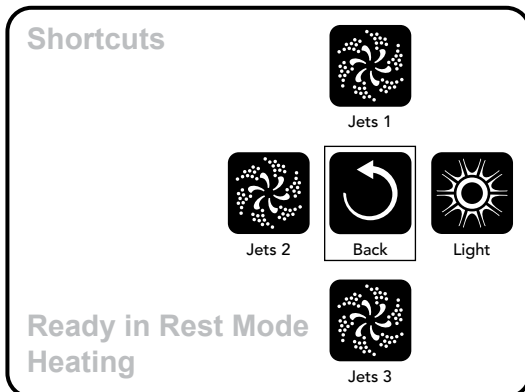 Shortcuts
Jets 1
Jets 2
Back
Light
Ready in Rest Mode
Heating
Jets 3